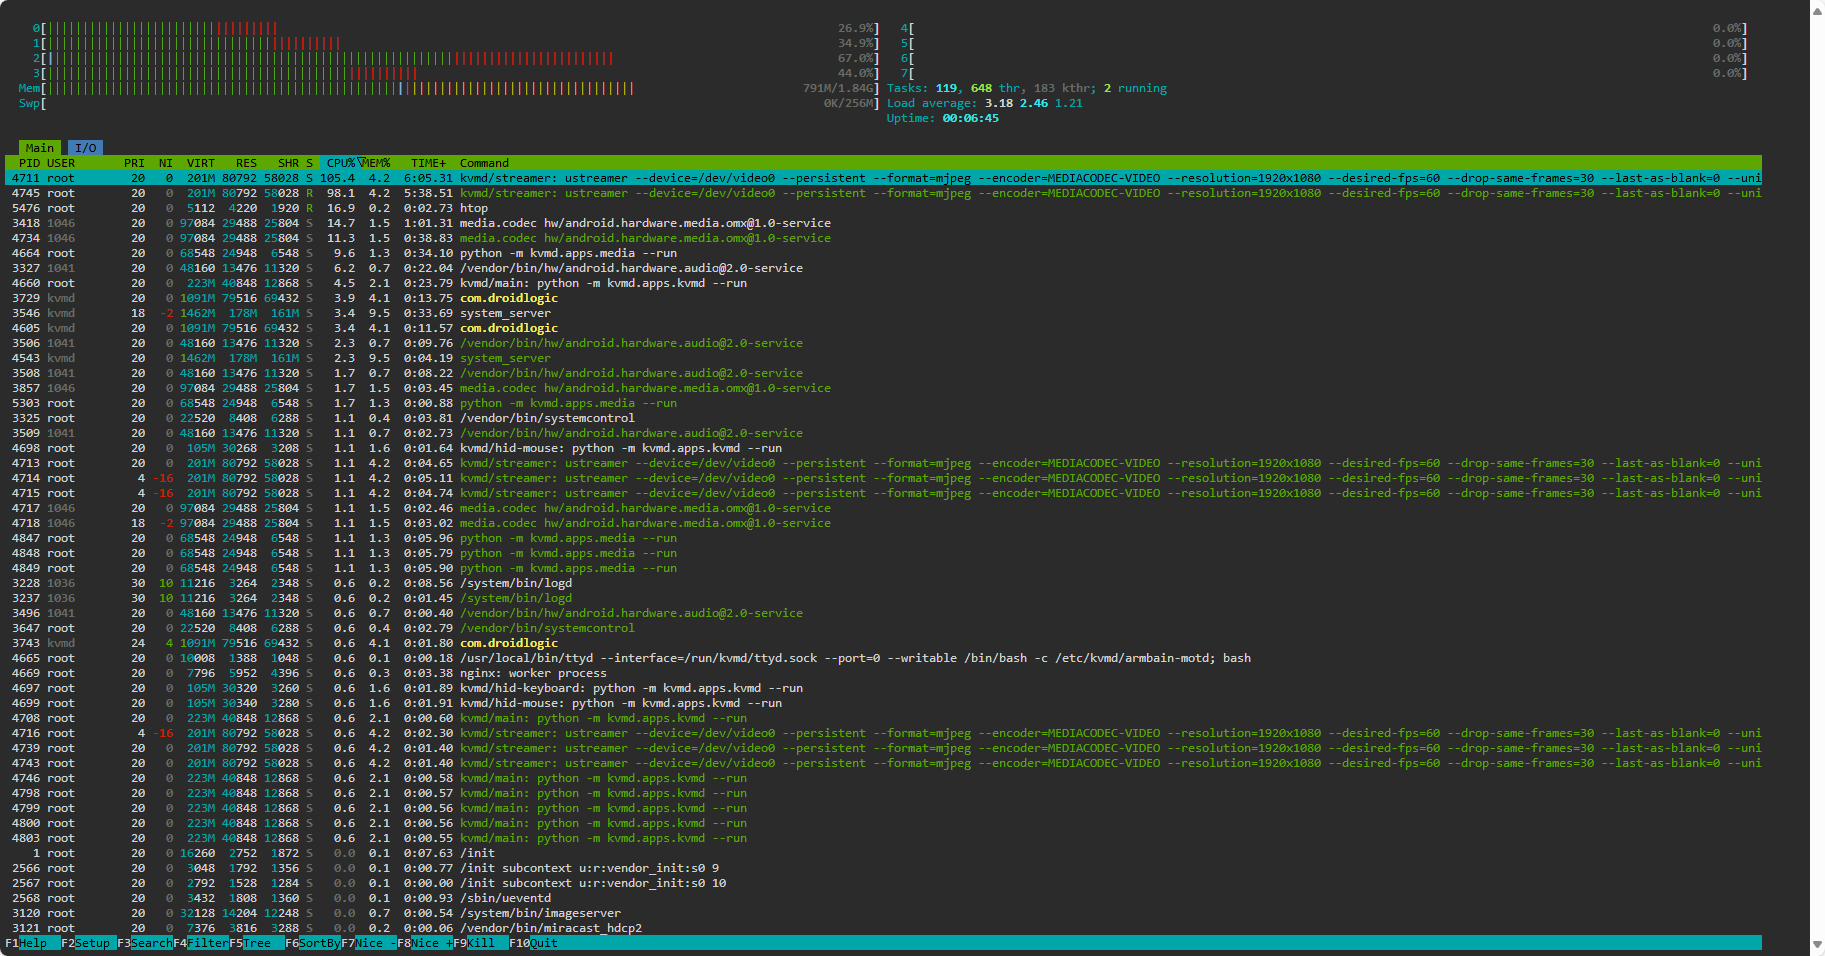 0[ 26.9%] 4[ 0.0%]
1[ 34.9%] 5[ 0.0%]
2[ 67.0%] 6[ 0.0%]
3[ 44.0%] 7[ 0.0%]
Mem[ 791M/1.84G] Tasks: 119, 648 thr, 183 kthr; 2 running
Swp[ 0K/256M] Load average: 3.18 2.46 1.21
Uptime: 00:06:45
Main I/O
PID USER PRI NI VIRT RES SHR S CPU%▽MEM% TIME+ Command
4711 root 20 0 201M 80792 58028 S 105.4 4.2 6:05.31 kvmd/streamer: ustreamer --device=/dev/video0 --persistent --format=mjpeg --encoder=MEDIACODEC-VIDEO --resolution=1920x1080 --desired-fps=60 --drop-same-frames=30 --last-as-blank=0 --uni
4745 root 20 0 201M 80792 58028 R 98.1 4.2 5:38.51 kvmd/streamer: ustreamer --device=/dev/video0 --persistent --format=mjpeg --encoder=MEDIACODEC-VIDEO --resolution=1920x1080 --desired-fps=60 --drop-same-frames=30 --last-as-blank=0 --uni
5476 root 20 0 5112 4220 1920 R 16.9 0.2 0:02.73 htop
3418 1046 20 0 97084 29488 25804 S 14.7 1.5 1:01.31 media.codec hw/android.hardware.media.omx@1.0-service
4734 1046 20 0 97084 29488 25804 S 11.3 1.5 0:38.83 media.codec hw/android.hardware.media.omx@1.0-service
4664 root 20 0 68548 24948 6548 S 9.6 1.3 0:34.10 python -m kvmd.apps.media --run
3327 1041 20 0 48160 13476 11320 S 6.2 0.7 0:22.04 /vendor/bin/hw/android.hardware.audio@2.0-service
4660 root 20 0 223M 40848 12868 S 4.5 2.1 0:23.79 kvmd/main: python -m kvmd.apps.kvmd --run
3729 kvmd 20 0 1091M 79516 69432 S 3.9 4.1 0:13.75 com.droidlogic
3546 kvmd 18 -2 1462M 178M 161M S 3.4 9.5 0:33.69 system_server
4605 kvmd 20 0 1091M 79516 69432 S 3.4 4.1 0:11.57 com.droidlogic
3506 1041 20 0 48160 13476 11320 S 2.3 0.7 0:09.76 /vendor/bin/hw/android.hardware.audio@2.0-service
4543 kvmd 20 0 1462M 178M 161M S 2.3 9.5 0:04.19 system_server
3508 1041 20 0 48160 13476 11320 S 1.7 0.7 0:08.22 /vendor/bin/hw/android.hardware.audio@2.0-service
3857 1046 20 0 97084 29488 25804 S 1.7 1.5 0:03.45 media.codec hw/android.hardware.media.omx@1.0-service
5303 root 20 0 68548 24948 6548 S 1.7 1.3 0:00.88 python -m kvmd.apps.media --run
3325 root 20 0 22520 8408 6288 S 1.1 0.4 0:03.81 /vendor/bin/systemcontrol
3509 1041 20 0 48160 13476 11320 S 1.1 0.7 0:02.73 /vendor/bin/hw/android.hardware.audio@2.0-service
4698 root 20 0 105M 30268 3208 S 1.1 1.6 0:01.64 kvmd/hid-mouse: python -m kvmd.apps.kvmd --run
4713 root 20 0 201M 80792 58028 S 1.1 4.2 0:04.65 kvmd/streamer: ustreamer --device=/dev/video0 --persistent --format=mjpeg --encoder=MEDIACODEC-VIDEO --resolution=1920x1080 --desired-fps=60 --drop-same-frames=30 --last-as-blank=0 --uni
4714 root 4 -16 201M 80792 58028 S 1.1 4.2 0:05.11 kvmd/streamer: ustreamer --device=/dev/video0 --persistent --format=mjpeg --encoder=MEDIACODEC-VIDEO --resolution=1920x1080 --desired-fps=60 --drop-same-frames=30 --last-as-blank=0 --uni
4715 root 4 -16 201M 80792 58028 S 1.1 4.2 0:04.74 kvmd/streamer: ustreamer --device=/dev/video0 --persistent --format=mjpeg --encoder=MEDIACODEC-VIDEO --resolution=1920x1080 --desired-fps=60 --drop-same-frames=30 --last-as-blank=0 --uni
4717 1046 20 0 97084 29488 25804 S 1.1 1.5 0:02.46 media.codec hw/android.hardware.media.omx@1.0-service
4718 1046 18 -2 97084 29488 25804 S 1.1 1.5 0:03.02 media.codec hw/android.hardware.media.omx@1.0-service
4847 root 20 0 68548 24948 6548 S 1.1 1.3 0:05.96 python -m kvmd.apps.media --run
4848 root 20 0 68548 24948 6548 S 1.1 1.3 0:05.79 python -m kvmd.apps.media --run
4849 root 20 0 68548 24948 6548 S 1.1 1.3 0:05.90 python -m kvmd.apps.media --run
3228 1036 30 10 11216 3264 2348 S 0.6 0.2 0:08.56 /system/bin/logd
3237 1036 30 10 11216 3264 2348 S 0.6 0.2 0:01.45 /system/bin/logd
3496 1041 20 0 48160 13476 11320 S 0.6 0.7 0:00.40 /vendor/bin/hw/android.hardware.audio@2.0-service
3647 root 20 0 22520 8408 6288 S 0.6 0.4 0:02.79 /vendor/bin/systemcontrol
3743 kvmd 24 4 1091M 79516 69432 S 0.6 4.1 0:01.80 com.droidlogic
4665 root 20 0 10008 1388 1048 S 0.6 0.1 0:00.18 /usr/local/bin/ttyd --interface=/run/kvmd/ttyd.sock --port=0 --writable /bin/bash -c /etc/kvmd/armbain-motd; bash
4669 root 20 0 7796 5952 4396 S 0.6 0.3 0:03.38 nginx: worker process
4697 root 20 0 105M 30320 3260 S 0.6 1.6 0:01.89 kvmd/hid-keyboard: python -m kvmd.apps.kvmd --run
4699 root 20 0 105M 30340 3280 S 0.6 1.6 0:01.91 kvmd/hid-mouse: python -m kvmd.apps.kvmd --run
4708 root 20 0 223M 40848 12868 S 0.6 2.1 0:00.60 kvmd/main: python -m kvmd.apps.kvmd --run
4716 root 4 -16 201M 80792 58028 S 0.6 4.2 0:02.30 kvmd/streamer: ustreamer --device=/dev/video0 --persistent --format=mjpeg --encoder=MEDIACODEC-VIDEO --resolution=1920x1080 --desired-fps=60 --drop-same-frames=30 --last-as-blank=0 --uni
4739 root 20 0 201M 80792 58028 S 0.6 4.2 0:01.40 kvmd/streamer: ustreamer --device=/dev/video0 --persistent --format=mjpeg --encoder=MEDIACODEC-VIDEO --resolution=1920x1080 --desired-fps=60 --drop-same-frames=30 --last-as-blank=0 --uni
4743 root 20 0 201M 80792 58028 S 0.6 4.2 0:01.40 kvmd/streamer: ustreamer --device=/dev/video0 --persistent --format=mjpeg --encoder=MEDIACODEC-VIDEO --resolution=1920x1080 --desired-fps=60 --drop-same-frames=30 --last-as-blank=0 --uni
4746 root 20 0 223M 40848 12868 S 0.6 2.1 0:00.58 kvmd/main: python -m kvmd.apps.kvmd --run
4798 root 20 0 223M 40848 12868 S 0.6 2.1 0:00.57 kvmd/main: python -m kvmd.apps.kvmd --run
4799 root 20 0 223M 40848 12868 S 0.6 2.1 0:00.56 kvmd/main: python -m kvmd.apps.kvmd --run
4800 root 20 0 223M 40848 12868 S 0.6 2.1 0:00.56 kvmd/main: python -m kvmd.apps.kvmd --run
4803 root 20 0 223M 40848 12868 S 0.6 2.1 0:00.55 kvmd/main: python -m kvmd.apps.kvmd --run
1 root 20 0 16260 2752 1872 S 0.0 0.1 0:07.63 /init
2566 root 20 0 3048 1792 1356 S 0.0 0.1 0:00.77 /init subcontext u:r:vendor_init:s0 9
2567 root 20 0 2792 1528 1284 S 0.0 0.1 0:00.00 /init subcontext u:r:vendor_init:s0 10
2568 root 20 0 3432 1808 1360 S 0.0 0.1 0:00.93 /sbin/ueventd
3120 root 20 0 32128 14204 12248 S 0.0 0.7 0:00.54 /system/bin/imageserver
3121 root 20 0 7376 3816 3288 S 0.0 0.2 0:00.06 /vendor/bin/miracast_hdcp2
F1Help F2Setup F3SearchF4FilterF5Tree F6SortByF7Nice -F8Nice +F9Kill F10Quit